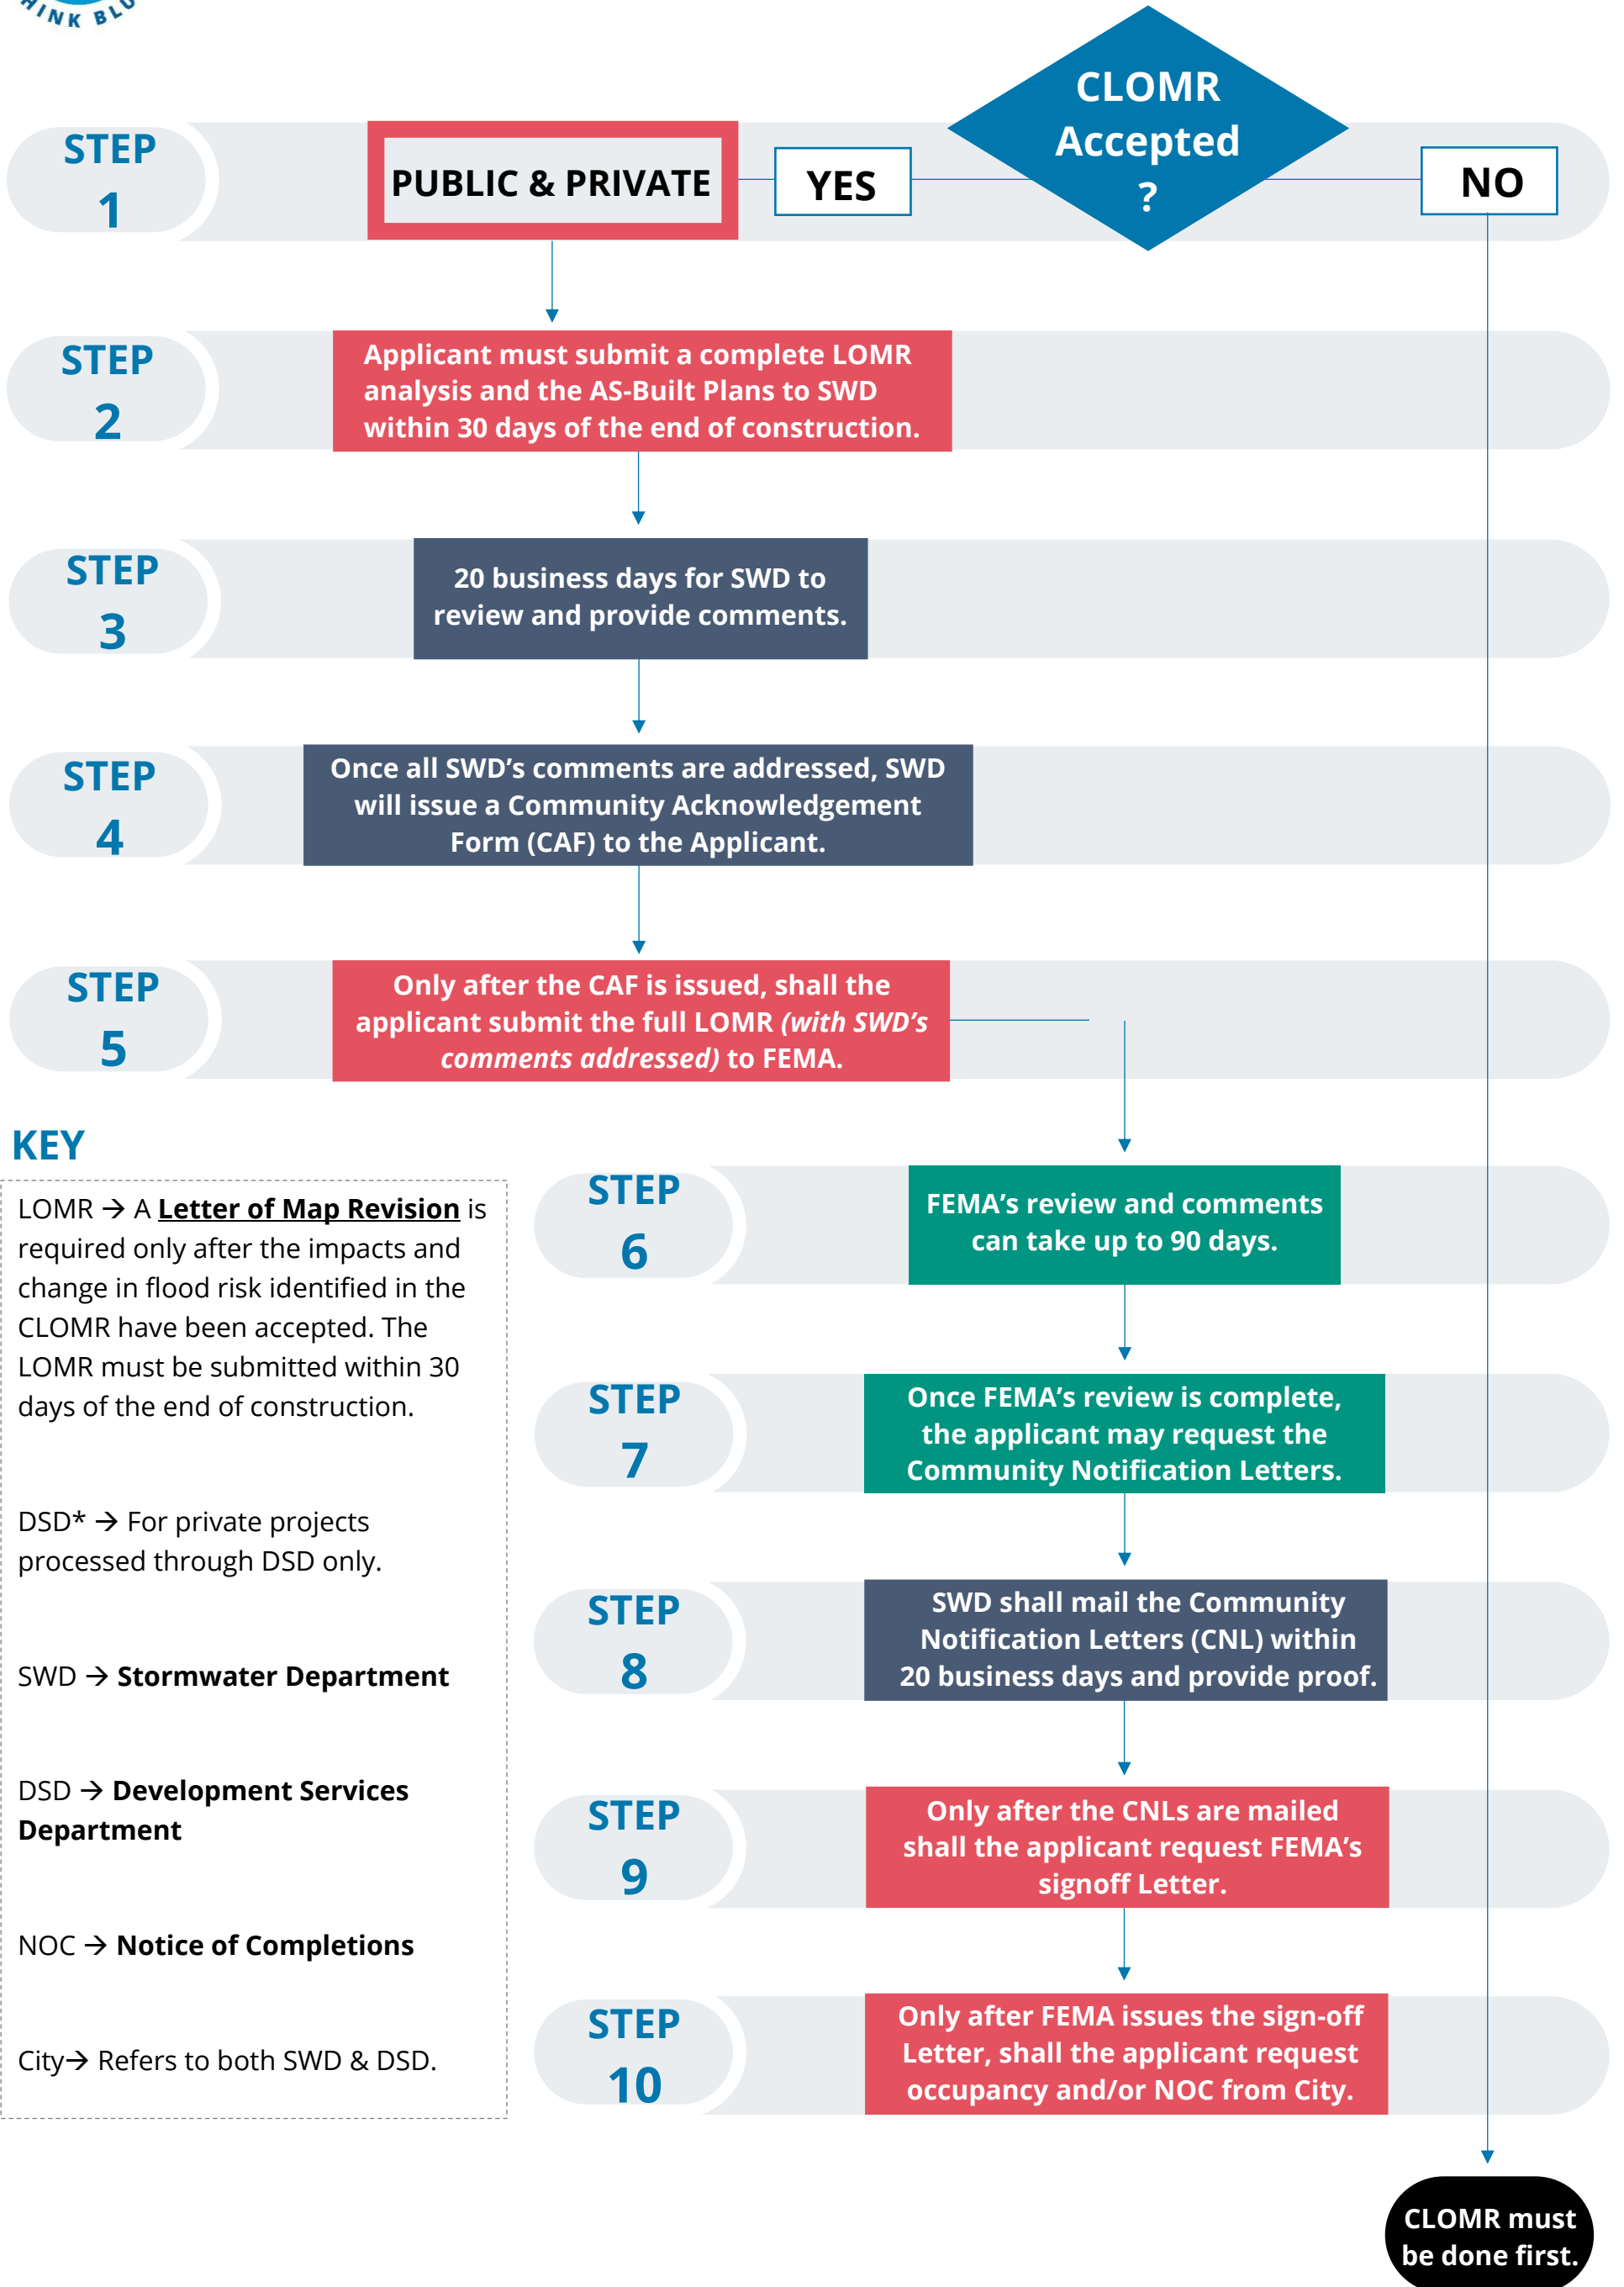 CLOMR
Accepted
?
STEP
1
PUBLIC & PRIVATE
YES
NO
STEP
2
Applicant must submit a complete LOMR
analysis and the AS-Built Plans to SWD
within 30 days of the end of construction.
STEP
3
20 business days for SWD to
review and provide comments.
STEP
4
Once all SWD’s comments are addressed, SWD
will issue a Community Acknowledgement
Form (CAF) to the Applicant.
STEP
5
Only after the CAF is issued, shall the
applicant submit the full LOMR (with SWD’s
comments addressed) to FEMA.
KEY
LOMR → A Letter of Map Revision is
required only after the impacts and
change in flood risk identified in the
CLOMR have been accepted. The
LOMR must be submitted within 30
days of the end of construction.
DSD* → For private projects
processed through DSD only.
SWD → Stormwater Department
DSD → Development Services
Department
NOC → Notice of Completions
City→ Refers to both SWD & DSD.
STEP
6
FEMA’s review and comments
can take up to 90 days.
STEP
7
Once FEMA’s review is complete,
the applicant may request the
Community Notification Letters.
STEP
8
SWD shall mail the Community
Notification Letters (CNL) within
20 business days and provide proof.
STEP
9
Only after the CNLs are mailed
shall the applicant request FEMA’s
signoff Letter.
STEP
10
Only after FEMA issues the sign-off
Letter, shall the applicant request
occupancy and/or NOC from City.
CLOMR must
be done first.